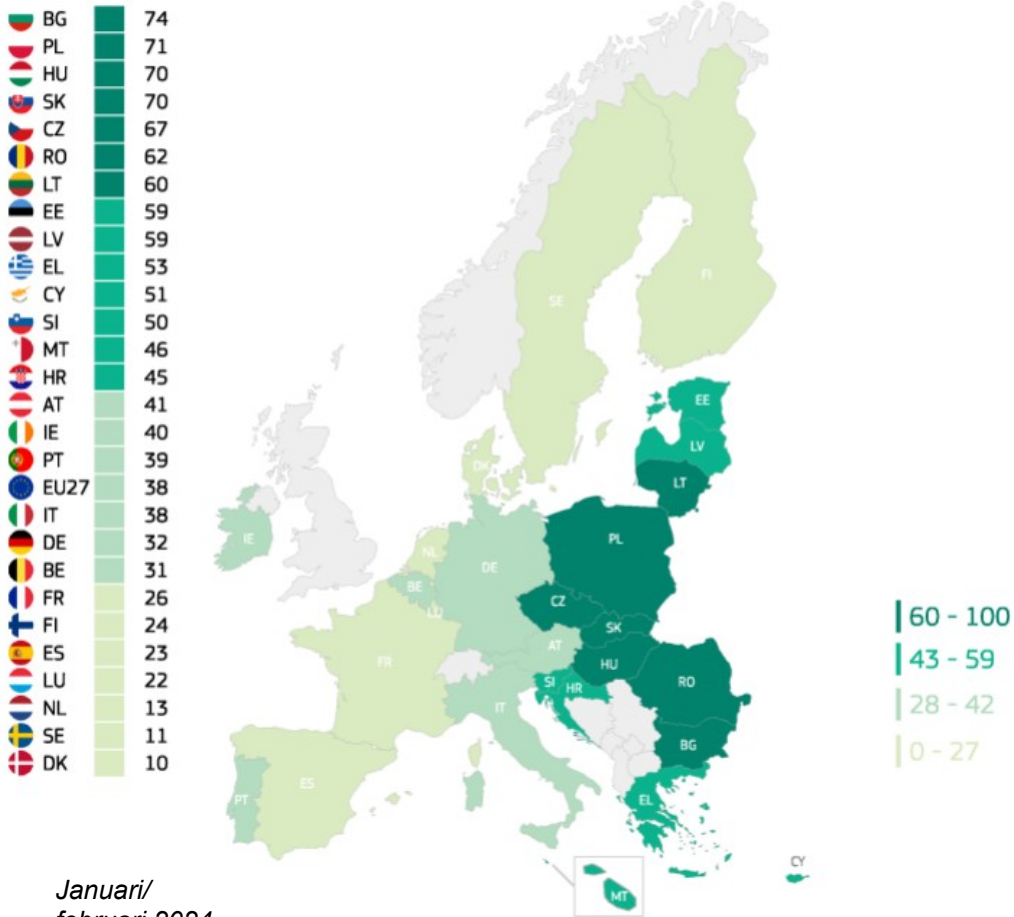 BG 74
PL 71
HU 70
SK 70
CZ 67
RO 62
LT 60
EE 59
LV 59
EL 53
CY 51
SI 50
MT 46
HR 45
AT 41
IE 40
PT 39
EU27 38
IT 38
DE 32
BE 31
FR 26
FI 24
ES 23
LU 22
NL 13
SE 11
DK 10
FI
SE
EE
LV
DK
LT
IE
PL
NL
DE
BE
CZ
LU
SK
AT
FR
HU
SI
HR
RO
IT
BG
ES
PT
EL
CY
MT
60 - 100
43 - 59
28 - 42
0 - 27
Januari/
februari 2024